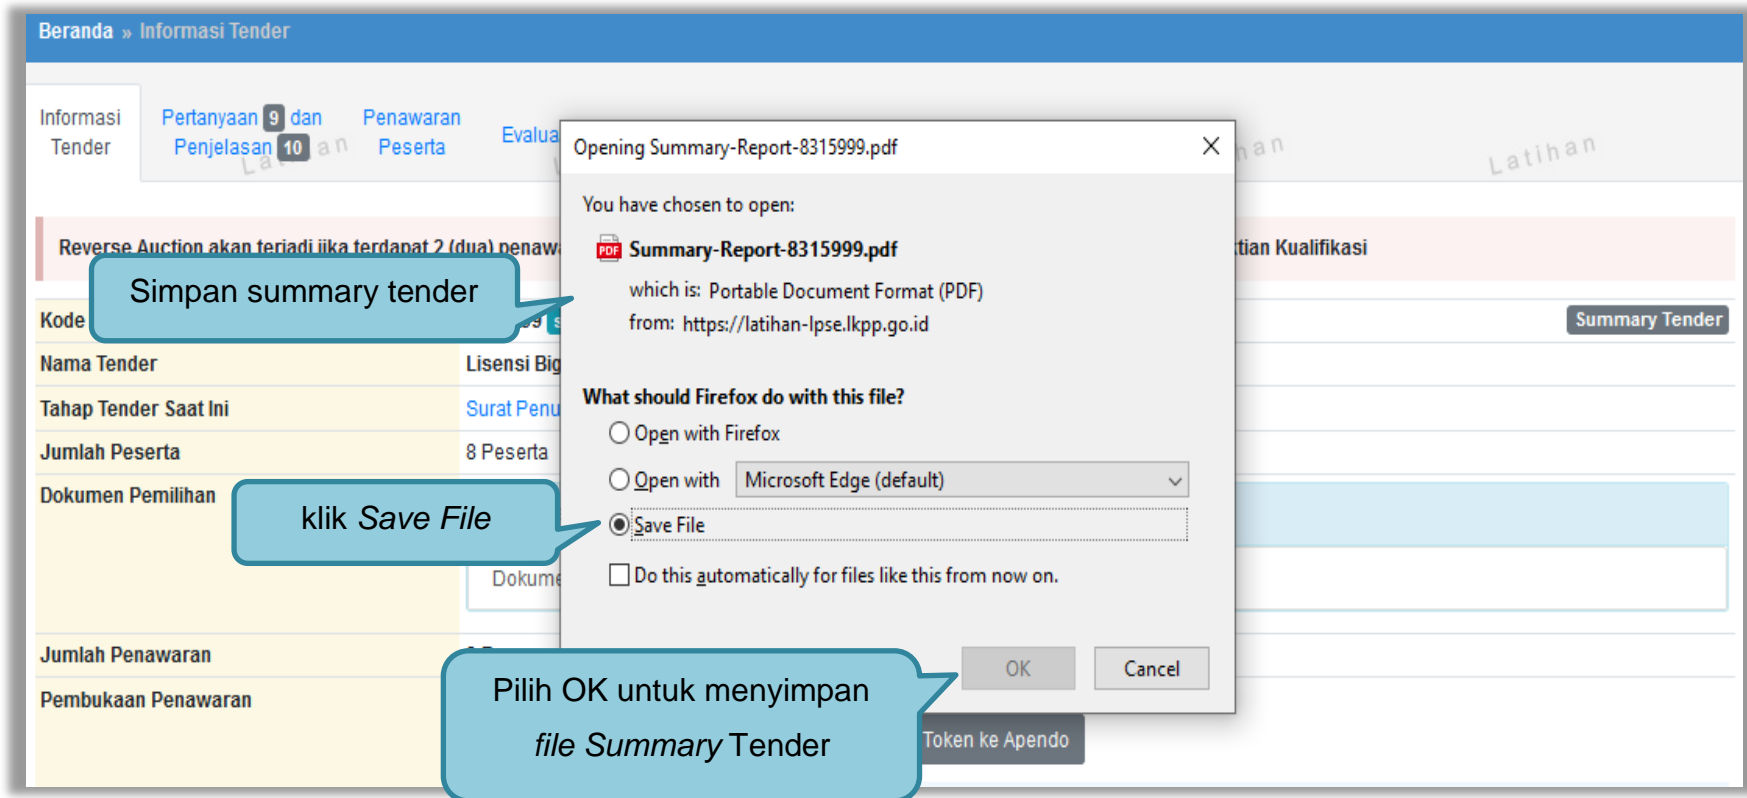 Beranda » Informasi Tender
Informasi Tender
Pertanyaan 9 dan Penjelasan 10
Penawaran Peserta
Latihan
Latihan
Opening Summary-Report-8315999.pdf
You have chosen to open:
Summary-Report-8315999.pdf
which is: Portable Document Format (PDF)
from: https://latihan-lpse.lkpp.go.id
What should Firefox do with this file?
Open with Firefox
Open with Microsoft Edge (default)
Save File
Do this automatically for files like this from now on.
OK
Cancel
Reverse Auction akan terjadi jika terdapat 2 (dua)
Kualifikasi
Simpan summary tender
Kode
Summary Tender
Nama Tender
Lisensi Big
Tahap Tender Saat Ini
Surat
Jumlah Peserta
8 Peserta
Dokumen Pemilihan
klik Save File
Jumlah Penawaran
Pembukaan Penawaran
Pilih OK untuk menyimpan
file Summary Tender
Token ke Apendo